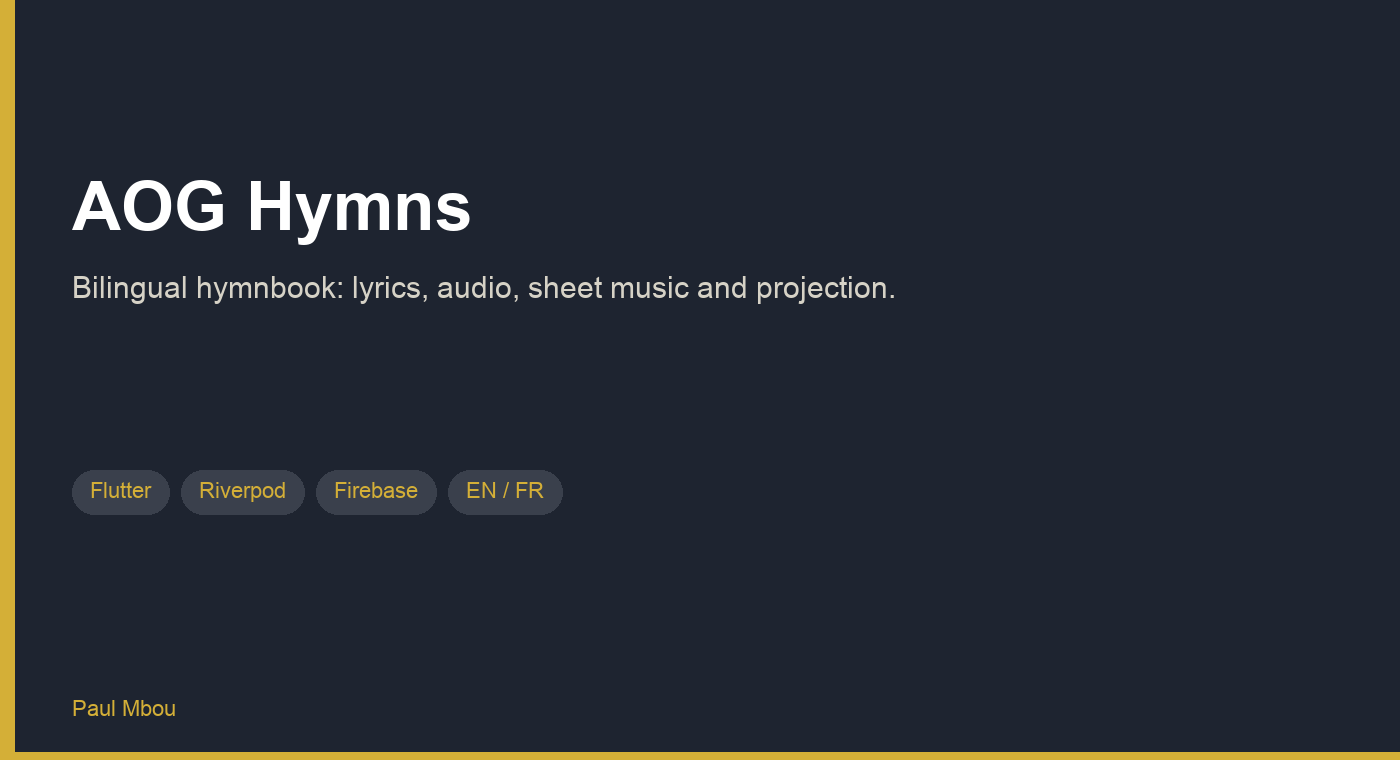 AOG Hymns
Bilingual hymnbook: lyrics, audio, sheet music and projection.
Flutter Riverpod Firebase EN / FR
Paul Mbou